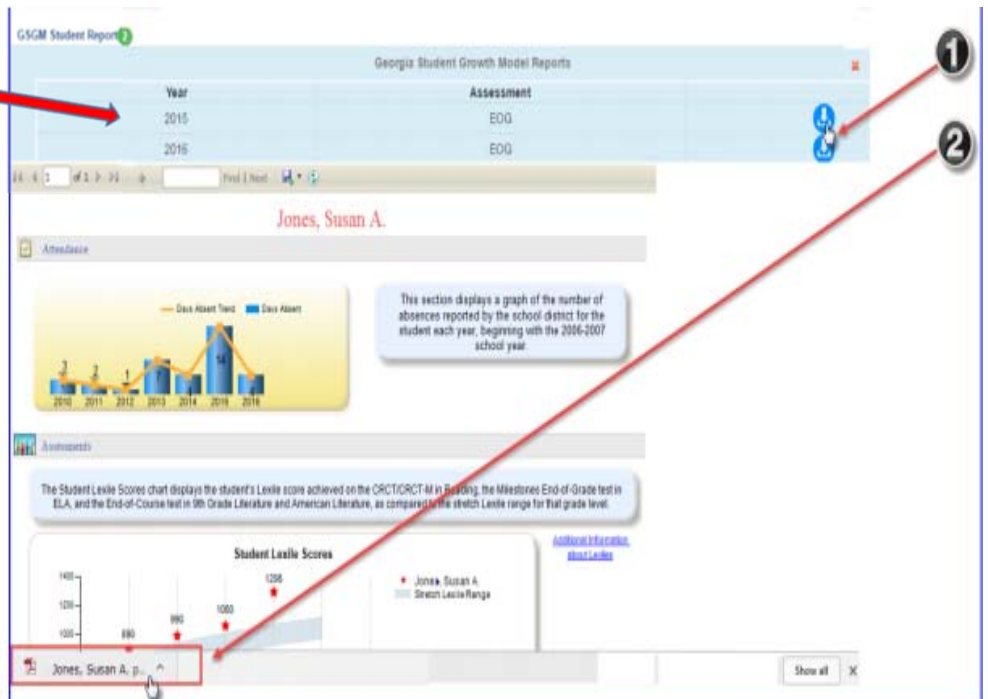 GSGM Student Report 2
Georgia Student Growth Model Reports
Year Assessment
2015 EOG
2016 EOG
1
2
1 of 1 Find | Next
Jones, Susan A.
Attendance
Days Absent Trend Days Absent
This section displays a graph of the number of
absences reported by the school district for the
student each year, beginning with the 2006-2007
school year.
3 2 1 7 4 14 4
2010 2011 2012 2013 2014 2015 2016
Assessments
The Student Lexile Scores chart displays the student's Lexile score achieved on the CRCT/CRCT-M in Reading, the Milestones End-of-Grade test in
ELA, and the End-of-Course test in 9th Grade Literature and American Literature, as compared to the stretch Lexile range for that grade level.
Additional Information
about Lexiles
Student Lexile Scores
1400
1295
Jones, Susan A.
Stretch Lexile Range
1200
1060
990
1000
890
Jones, Susan A. p...
Show all X